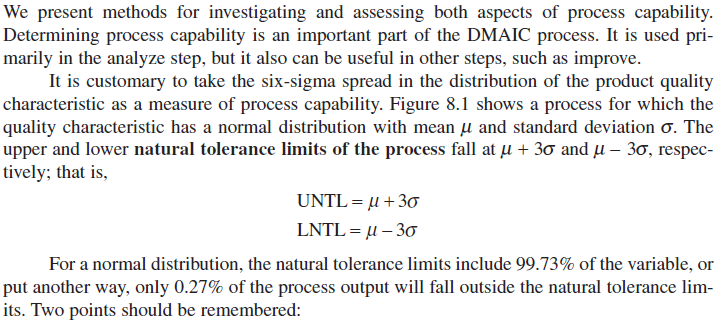 We present methods for investigating and assessing both aspects of process capability.
Determining process capability is an important part of the DMAIC process. It is used pri-
marily in the analyze step, but it also can be useful in other steps, such as improve.
It is customary to take the six-sigma spread in the distribution of the product quality
characteristic as a measure of process capability. Figure 8.1 shows a process for which the
quality characteristic has a normal distribution with mean μ and standard deviation σ. The
upper and lower natural tolerance limits of the process fall at μ + 3σ and μ – 3σ, respec-
tively; that is,
UNTL = μ + 3σ
LNTL = μ – 3σ
For a normal distribution, the natural tolerance limits include 99.73% of the variable, or
put another way, only 0.27% of the process output will fall outside the natural tolerance lim-
its. Two points should be remembered: